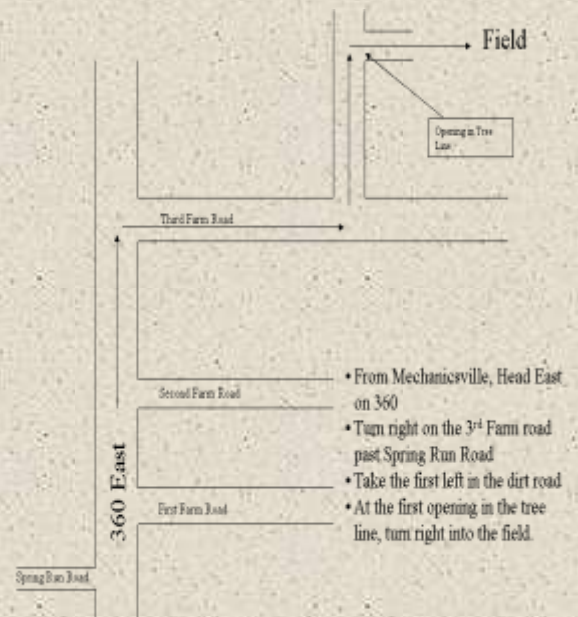 Field
Opening in Tree
Line
Third Farm Road
Second Farm Road
360 East
First Farm Road
Spring Run Road
• From Mechanicsville, Head East
on 360
• Turn right on the 3rd Farm road
past Spring Run Road
• Take the first left in the dirt road
• At the first opening in the tree
line, turn right into the field.